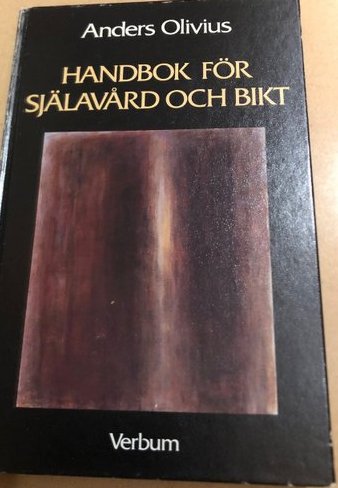 Anders Olivius
HANDBOK FÖR
SJÄLAVÅRD OCH BIKT
Verbum